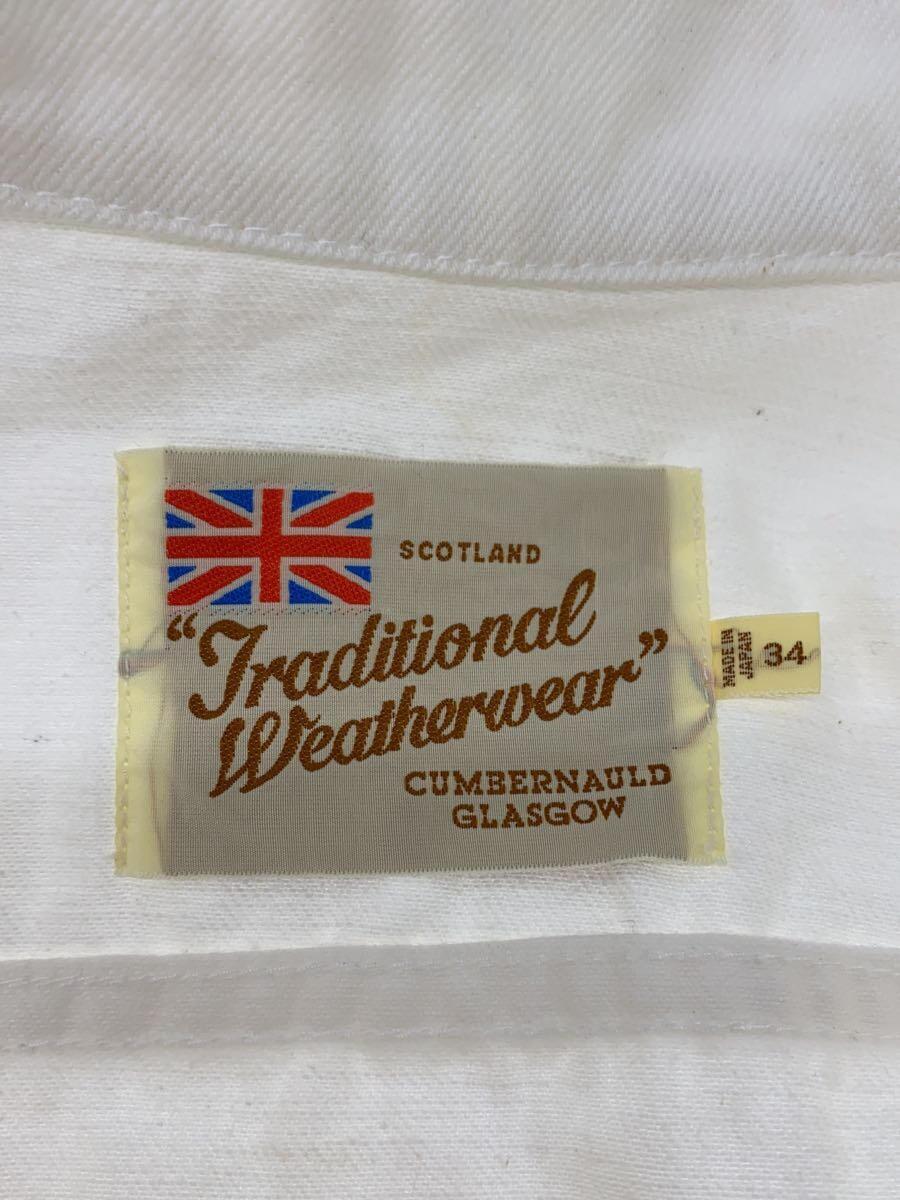 SCOTLAND
"Traditional
Weatherwear"
CUMBERNAULD
GLASGOW
MADE IN
JAPAN
34